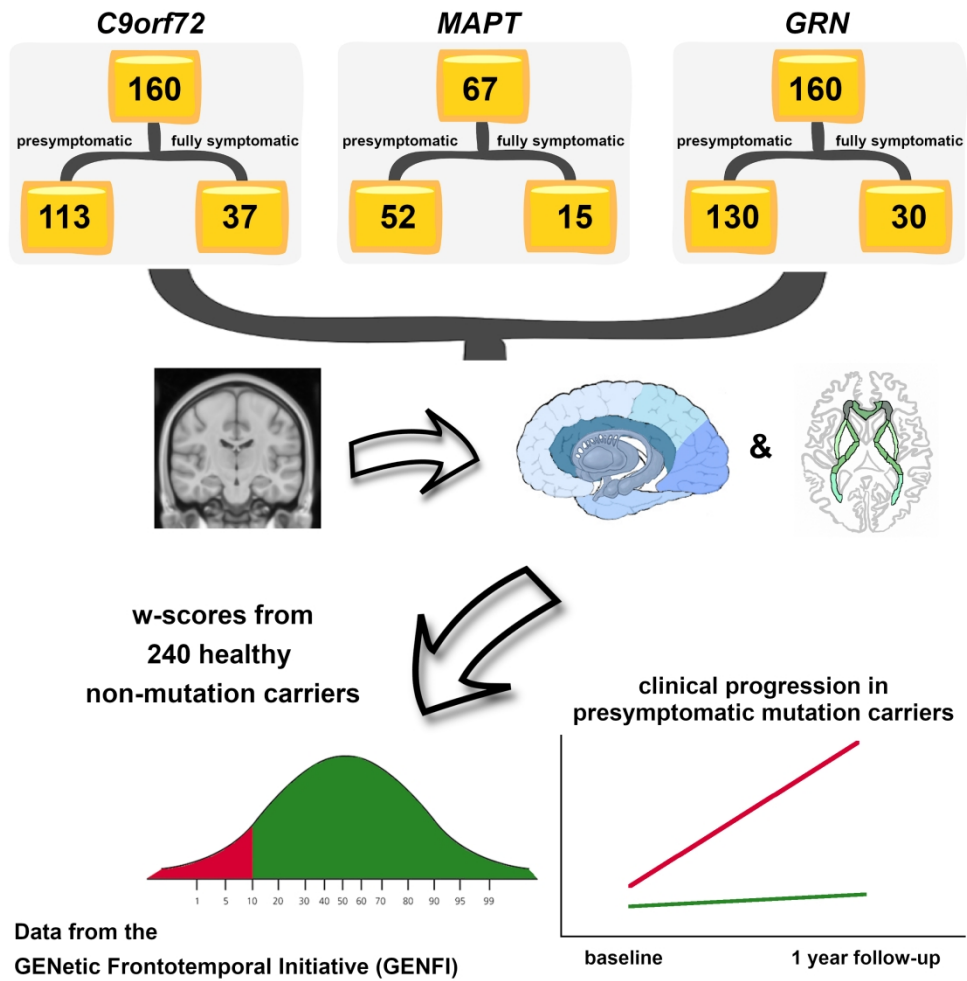 C9orf72 MAPT GRN
160 67 160
presymptomatic fully symptomatic presymptomatic fully symptomatic presymptomatic fully symptomatic
113 37 52 15 130 30
&
w-scores from
240 healthy
non-mutation carriers
clinical progression in
presymptomatic mutation carriers
1 5 10 20 30 40 50 60 70 80 90 95 99
baseline 1 year follow-up
Data from the
GENetic Frontotemporal Initiative (GENFI)